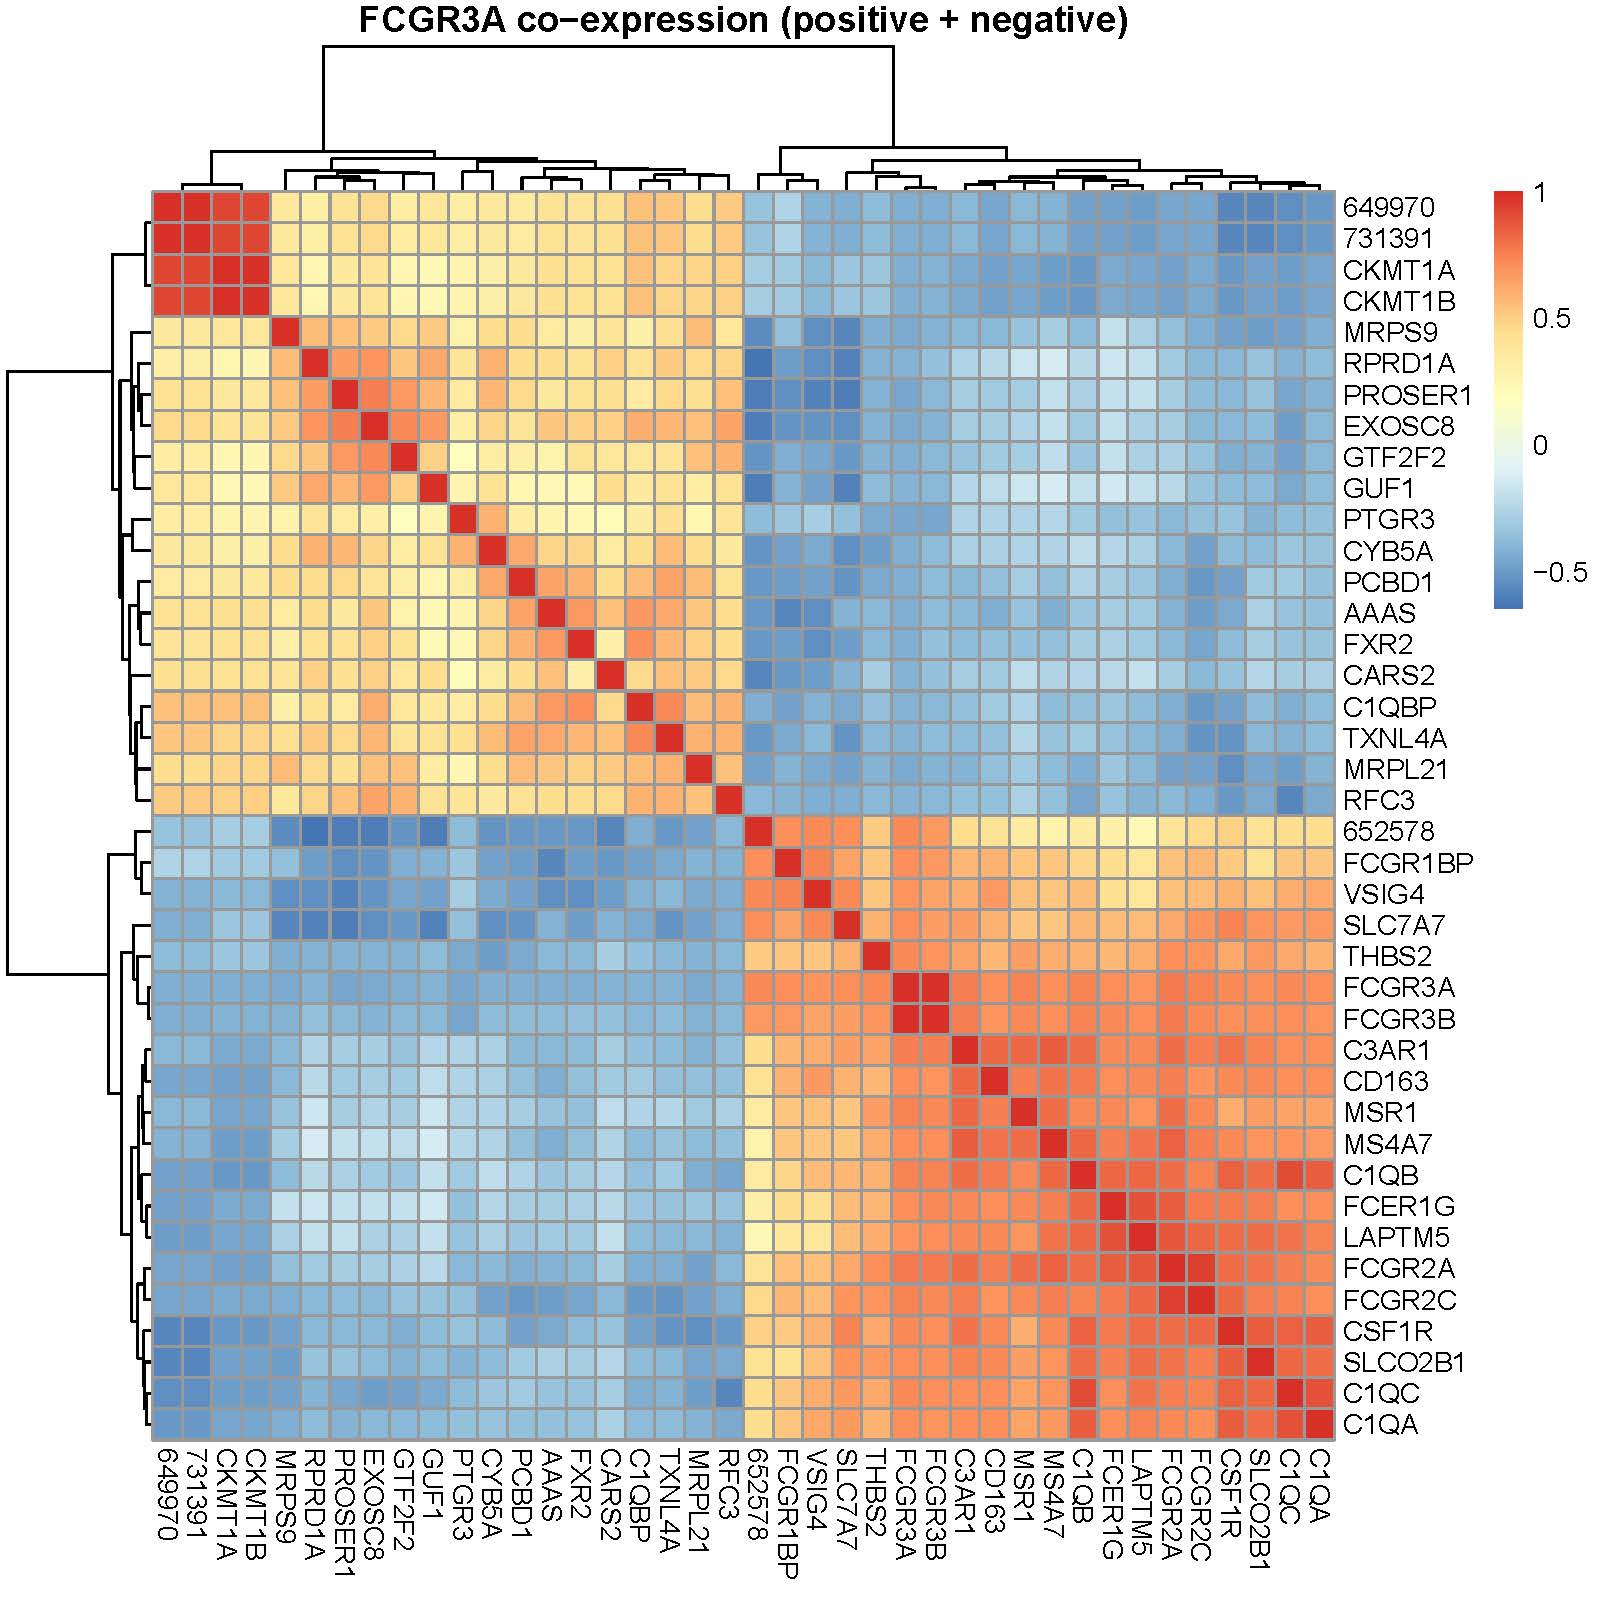 FCGR3A co−expression (positive + negative)
649970
731391
CKMT1A
CKMT1B
MRPS9
RPRD1A
PROSER1
EXOSC8
GTF2F2
GUF1
PTGR3
CYB5A
PCBD1
AAAS
FXR2
CARS2
C1QBP
TXNL4A
MRPL21
RFC3
652578
FCGR1BP
VSIG4
SLC7A7
THBS2
FCGR3A
FCGR3B
C3AR1
CD163
MSR1
MS4A7
C1QB
FCER1G
LAPTM5
FCGR2A
FCGR2C
CSF1R
SLCO2B1
C1QC
C1QA
1
0.5
0
−0.5
649970
731391
CKMT1A
CKMT1B
MRPS9
RPRD1A
PROSER1
EXOSC8
GTF2F2
GUF1
PTGR3
CYB5A
PCBD1
AAAS
FXR2
CARS2
C1QBP
TXNL4A
MRPL21
RFC3
652578
FCGR1BP
VSIG4
SLC7A7
THBS2
FCGR3A
FCGR3B
C3AR1
CD163
MSR1
MS4A7
C1QB
FCER1G
LAPTM5
FCGR2A
FCGR2C
CSF1R
SLCO2B1
C1QC
C1QA